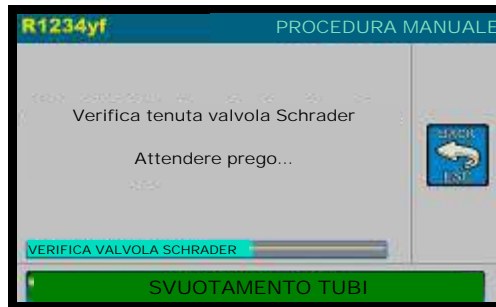 R1234yf
PROCEDURA MANUALE
Verifica tenuta valvola Schrader
Attendere prego...
BACK
ESC
VERIFICA VALVOLA SCHRADER
SVUOTAMENTO TUBI